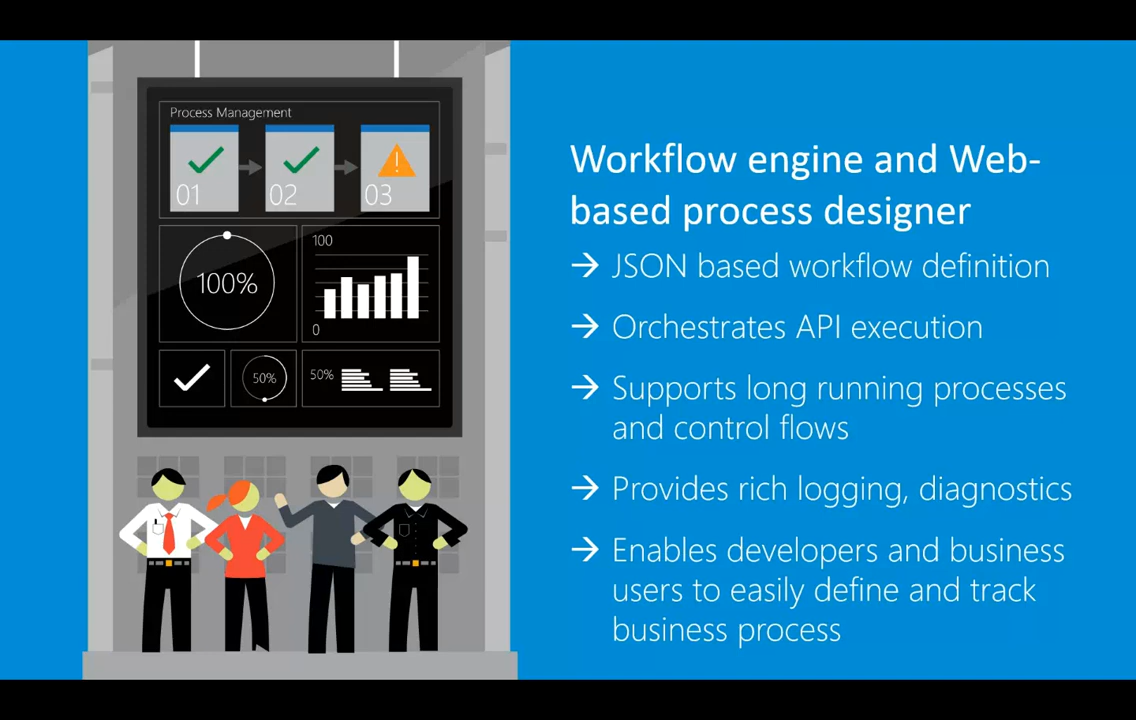 Process Management
01
02
03
100%
100
0
50%
50%
Workflow engine and Web-
based process designer
→ JSON based workflow definition
→ Orchestrates API execution
→ Supports long running processes
and control flows
→ Provides rich logging, diagnostics
→ Enables developers and business
users to easily define and track
business process